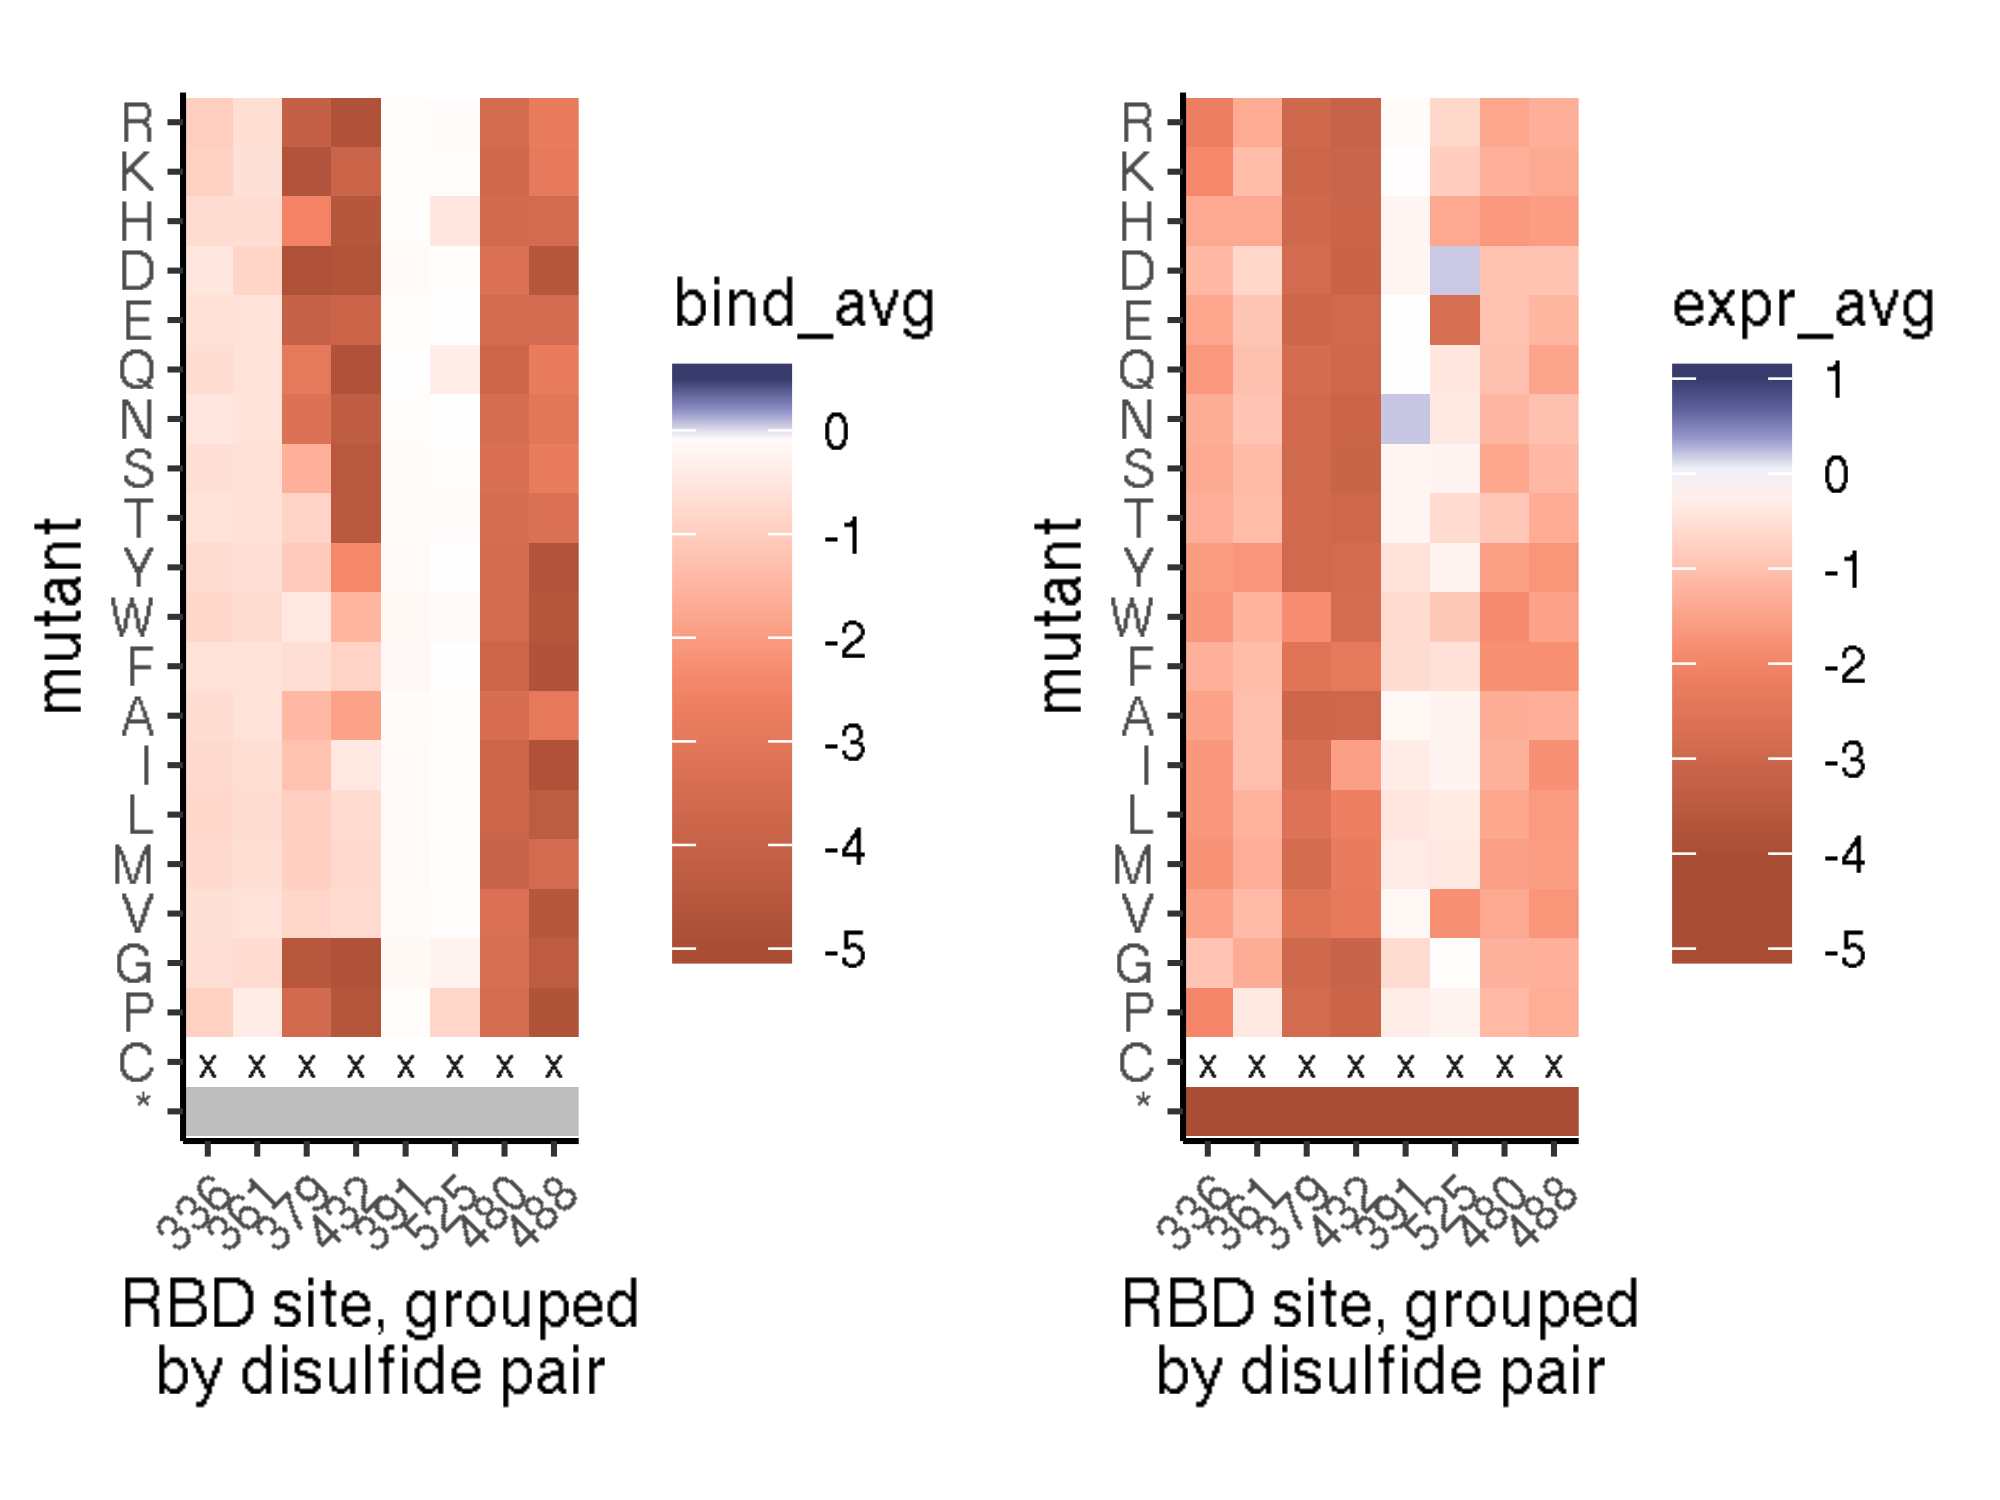 R
K
H
D
E
Q
N
S
T
Y
W
F
A
I
L
M
V
G
P
C
*
mutant
x x x x x x x x
336 361 379 432 391 525 480 488
RBD site, grouped
by disulfide pair
bind_avg
0
-1
-2
-3
-4
-5
R
K
H
D
E
Q
N
S
T
Y
W
F
A
I
L
M
V
G
P
C
*
mutant
x x x x x x x x
336 361 379 432 391 525 480 488
RBD site, grouped
by disulfide pair
expr_avg
1
0
-1
-2
-3
-4
-5